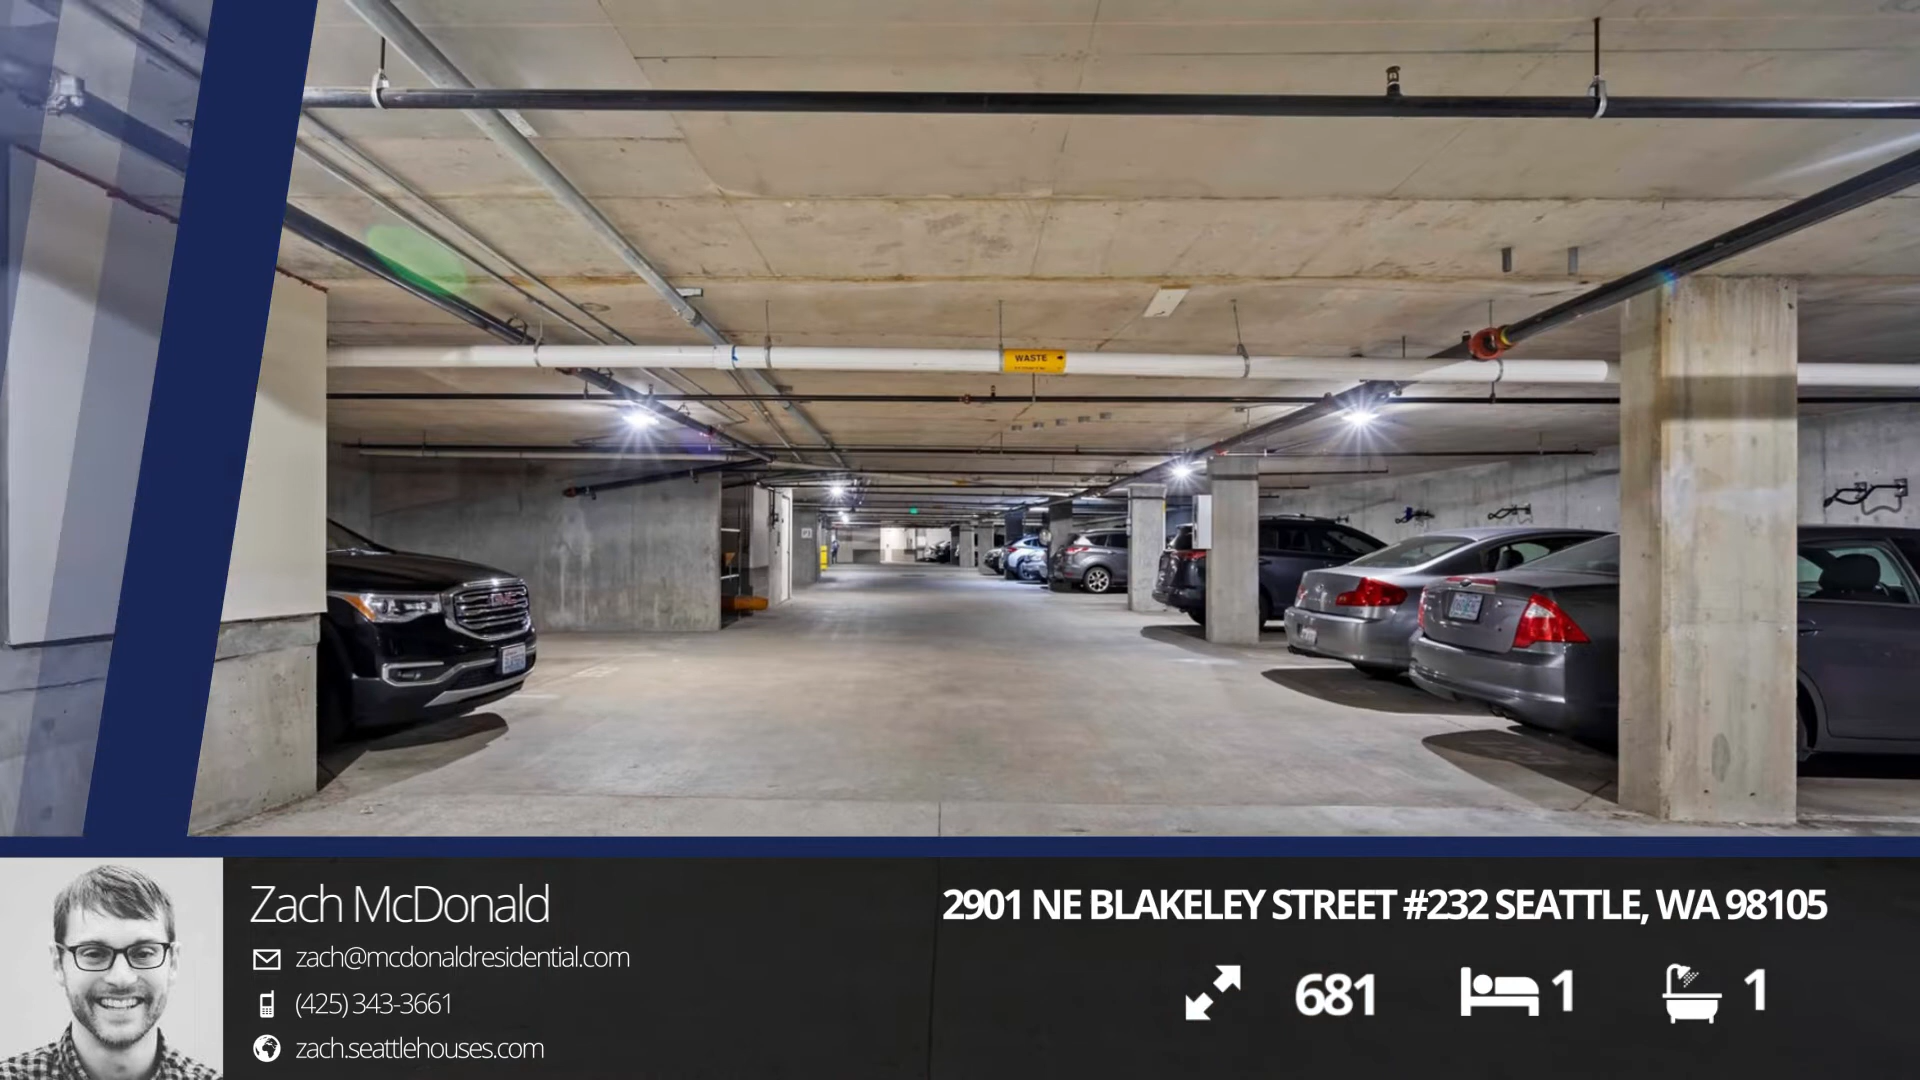 WASTE
GMC
Zach McDonald
zach@mcdonaldresidential.com
(425) 343-3661
zach.seattlehouses.com
2901 NE BLAKELEY STREET #232 SEATTLE, WA 98105
681
1
1